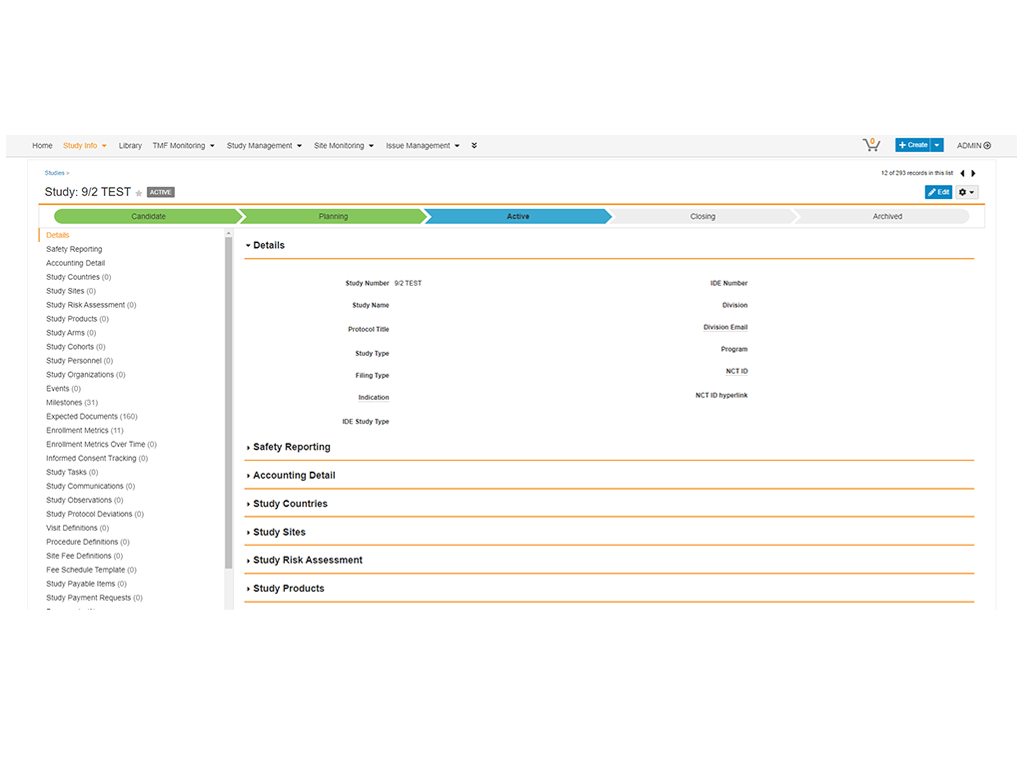 Home Study Info Library TMF Monitoring Study Management Site Monitoring Issue Management 0 + Create ADMIN
Studies >
12 of 293 records in this list
Study: 9/2 TEST ACTIVE
Edit
Candidate Planning Active Closing Archived
Details
Safety Reporting
Accounting Detail
Study Countries (0)
Study Sites (0)
Study Risk Assessment (0)
Study Products (0)
Study Arms (0)
Study Cohorts (0)
Study Personnel (0)
Study Organizations (0)
Events (0)
Milestones (31)
Expected Documents (160)
Enrollment Metrics (11)
Enrollment Metrics Over Time (0)
Informed Consent Tracking (0)
Study Tasks (0)
Study Communications (0)
Study Observations (0)
Study Protocol Deviations (0)
Visit Definitions (0)
Procedure Definitions (0)
Site Fee Definitions (0)
Fee Schedule Template (0)
Study Payable Items (0)
Study Payment Requests (0)
Details
Study Number 9/2 TEST
Study Name
Protocol Title
Study Type
Filing Type
Indication
IDE Study Type
IDE Number
Division
Division Email
Program
NCT ID
NCT ID hyperlink
Safety Reporting
Accounting Detail
Study Countries
Study Sites
Study Risk Assessment
Study Products